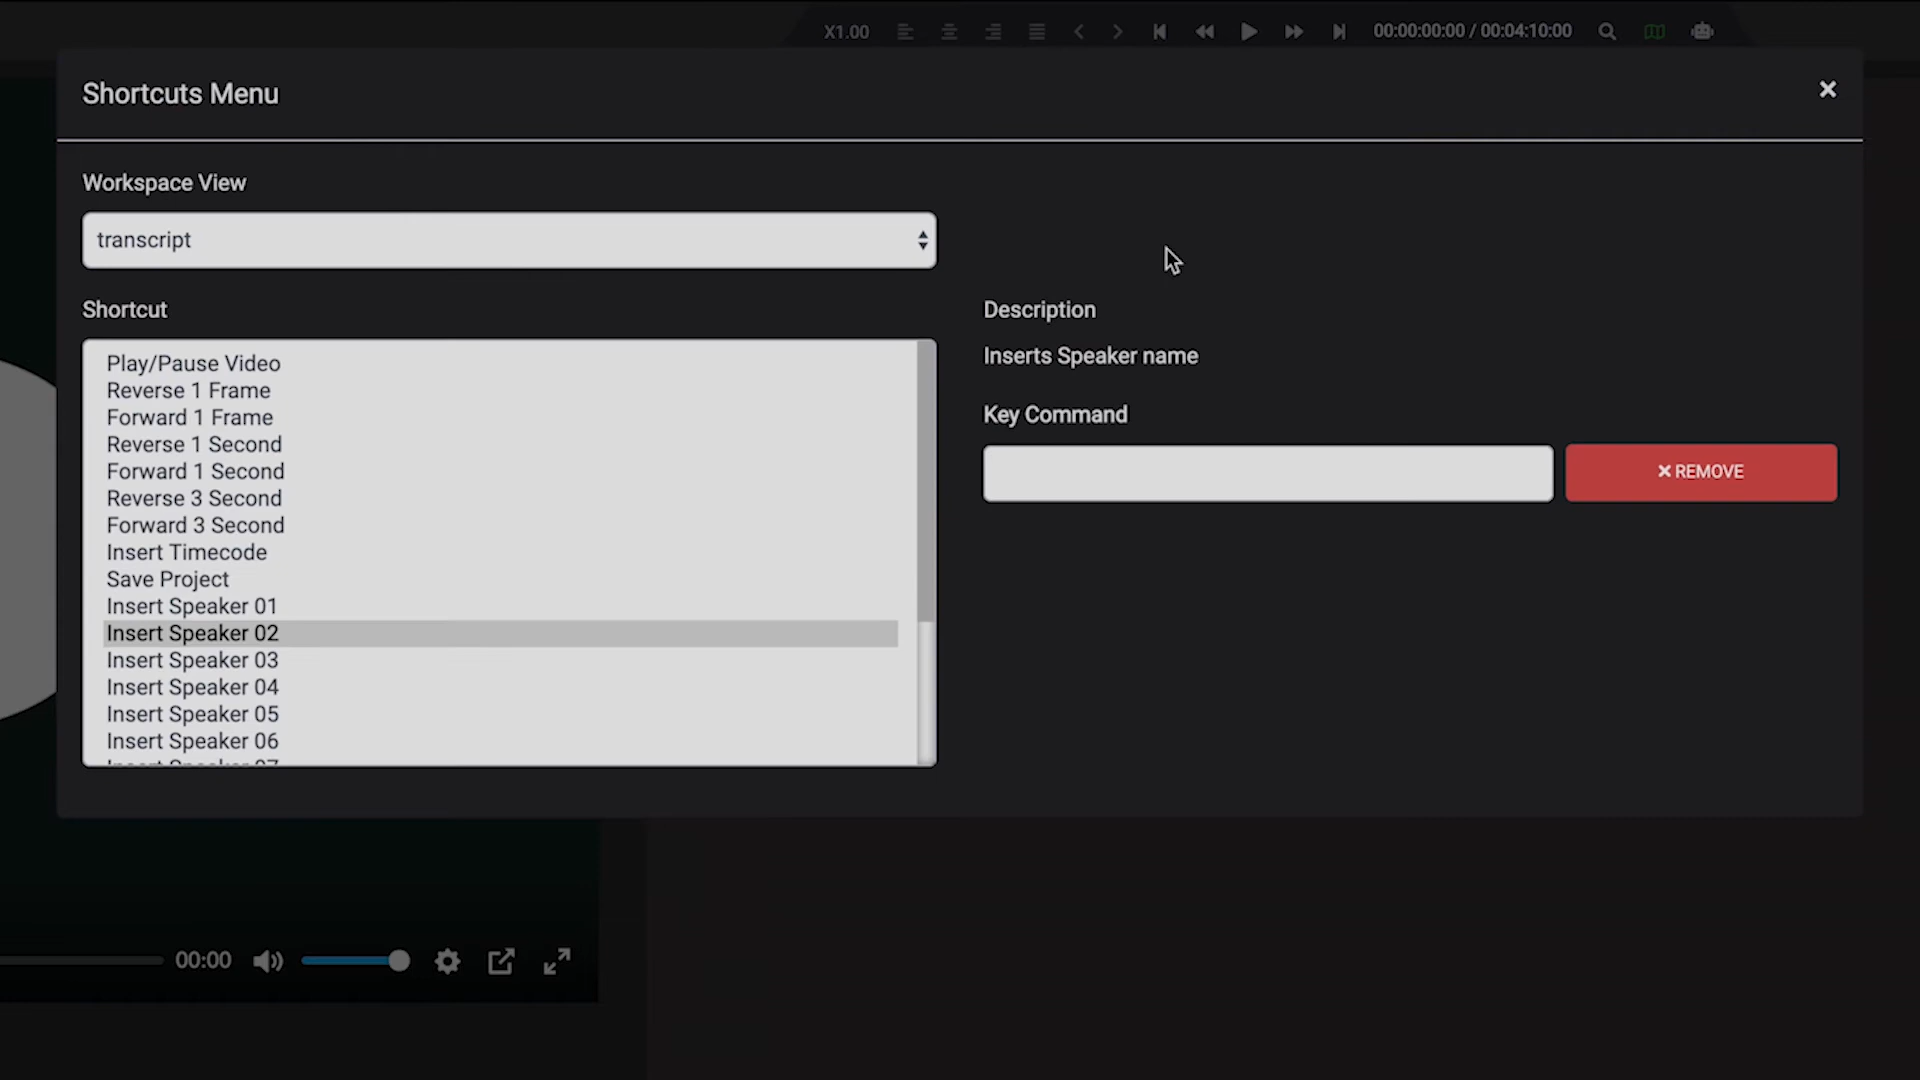 X1.00
00:00:00:00 / 00:04:10:00
Shortcuts Menu
Workspace View
transcript
Shortcut
Play/Pause Video
Reverse 1 Frame
Forward 1 Frame
Reverse 1 Second
Forward 1 Second
Reverse 3 Second
Forward 3 Second
Insert Timecode
Save Project
Insert Speaker 01
Insert Speaker 02
Insert Speaker 03
Insert Speaker 04
Insert Speaker 05
Insert Speaker 06
Insert Speaker 07
Description
Inserts Speaker name
Key Command
REMOVE
00:00